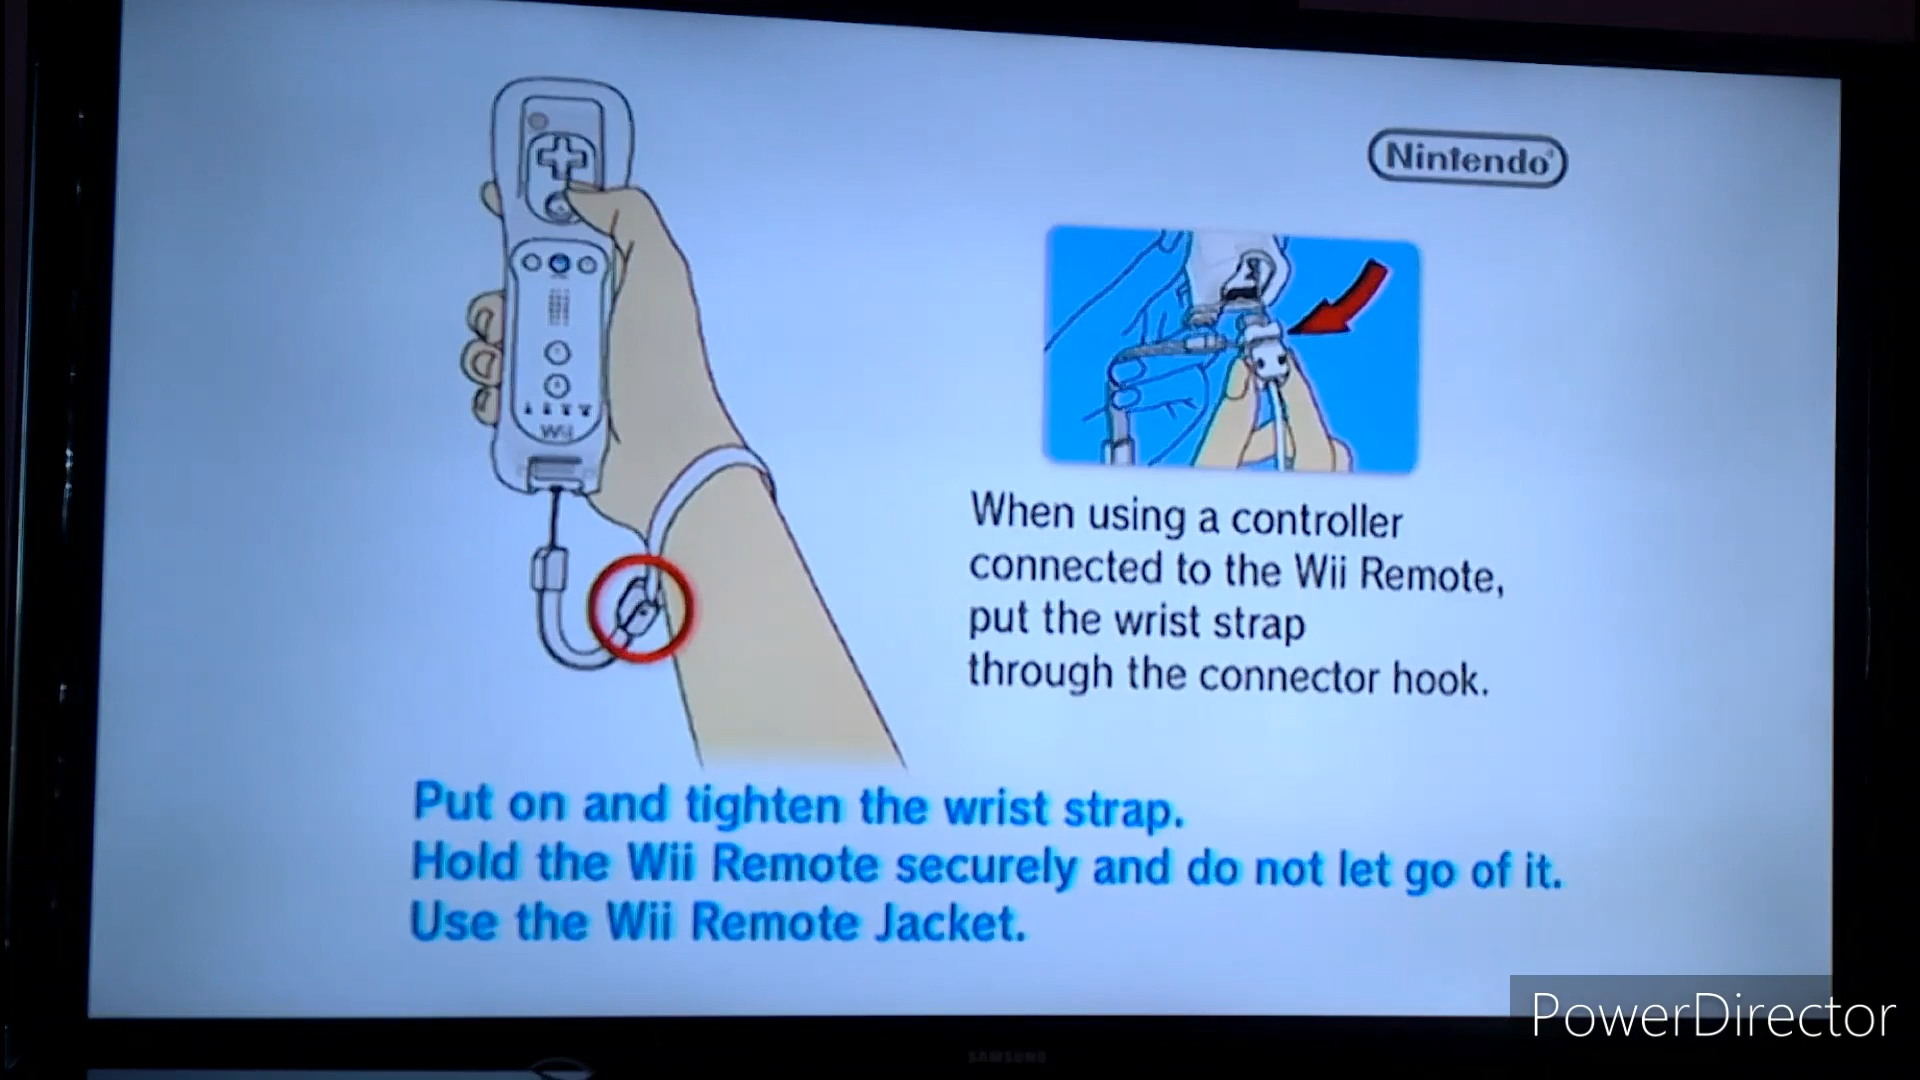 Nintendo
When using a controller
connected to the Wii Remote,
put the wrist strap
through the connector hook.
Wii
Put on and tighten the wrist strap.
Hold the Wii Remote securely and do not let go of it.
Use the Wii Remote Jacket.
PowerDirector
SAMSUNG